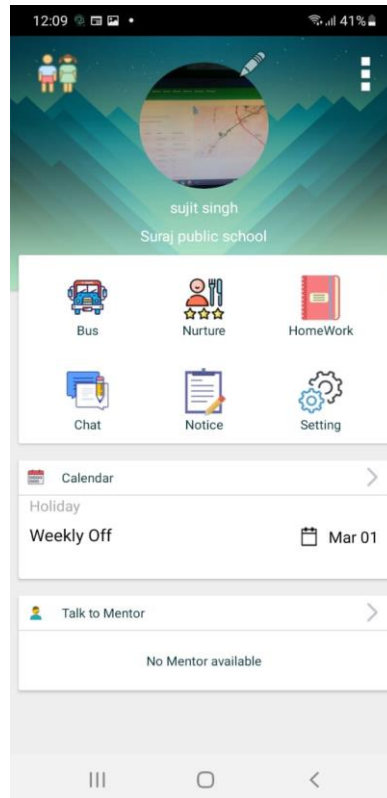 12:09
41%
sujit singh
Suraj public school
Bus Nurture HomeWork
Chat Notice Setting
Calendar
Holiday
Weekly Off Mar 01
Talk to Mentor
No Mentor available